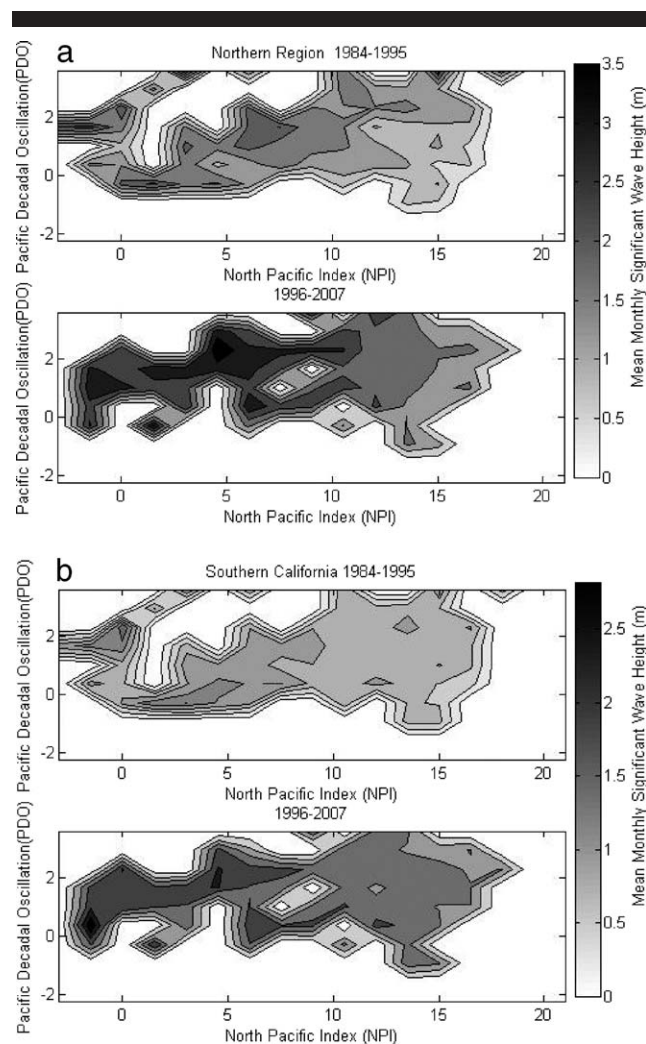 a
Northern Region 1984-1995
Pacific Decadal Oscillation(PDO)
2
0
-2
0 5 10 15 20
North Pacific Index (NPI)
1996-2007
Pacific Decadal Oscillation(PDO)
2
0
-2
0 5 10 15 20
North Pacific Index (NPI)
3.5
3
2.5
2
1.5
1
0.5
0
Mean Monthly Significant Wave Height (m)
b
Southern California 1984-1995
Pacific Decadal Oscillation(PDO)
2
0
-2
0 5 10 15 20
North Pacific Index (NPI)
1996-2007
Pacific Decadal Oscillation(PDO)
2
0
-2
0 5 10 15 20
North Pacific Index (NPI)
2.5
2
1.5
1
0.5
0
Mean Monthly Significant Wave Height (m)